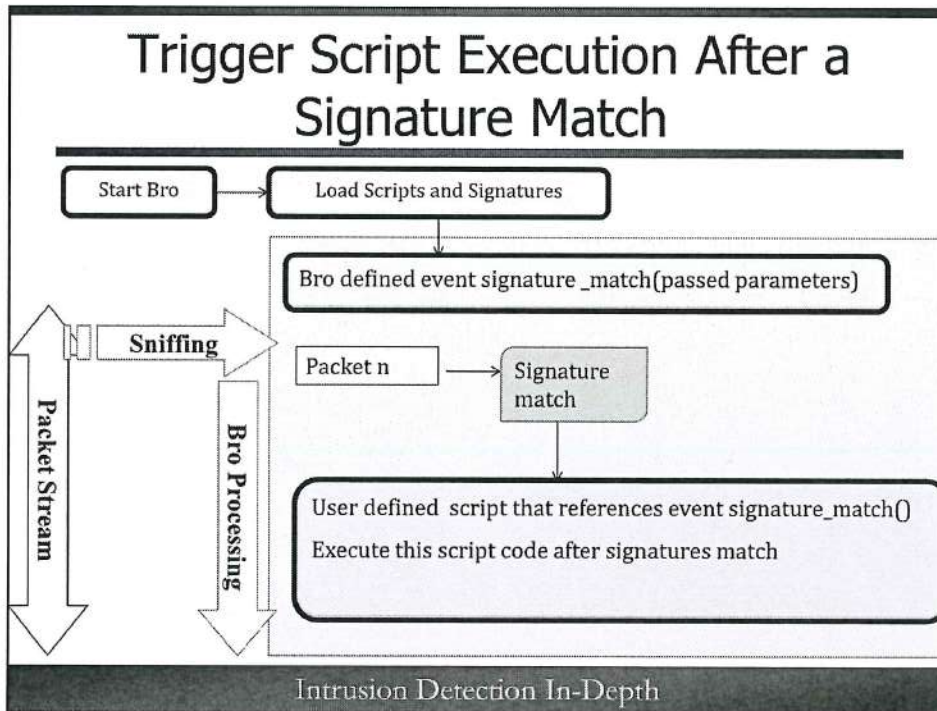 Trigger Script Execution After a
Signature Match
Start Bro
Load Scripts and Signatures
Bro defined event signature _match(passed parameters)
Sniffing
Packet n
Signature
match
Packet Stream
Bro Processing
User defined script that references event signature_match()
Execute this script code after signatures match
Intrusion Detection In-Depth